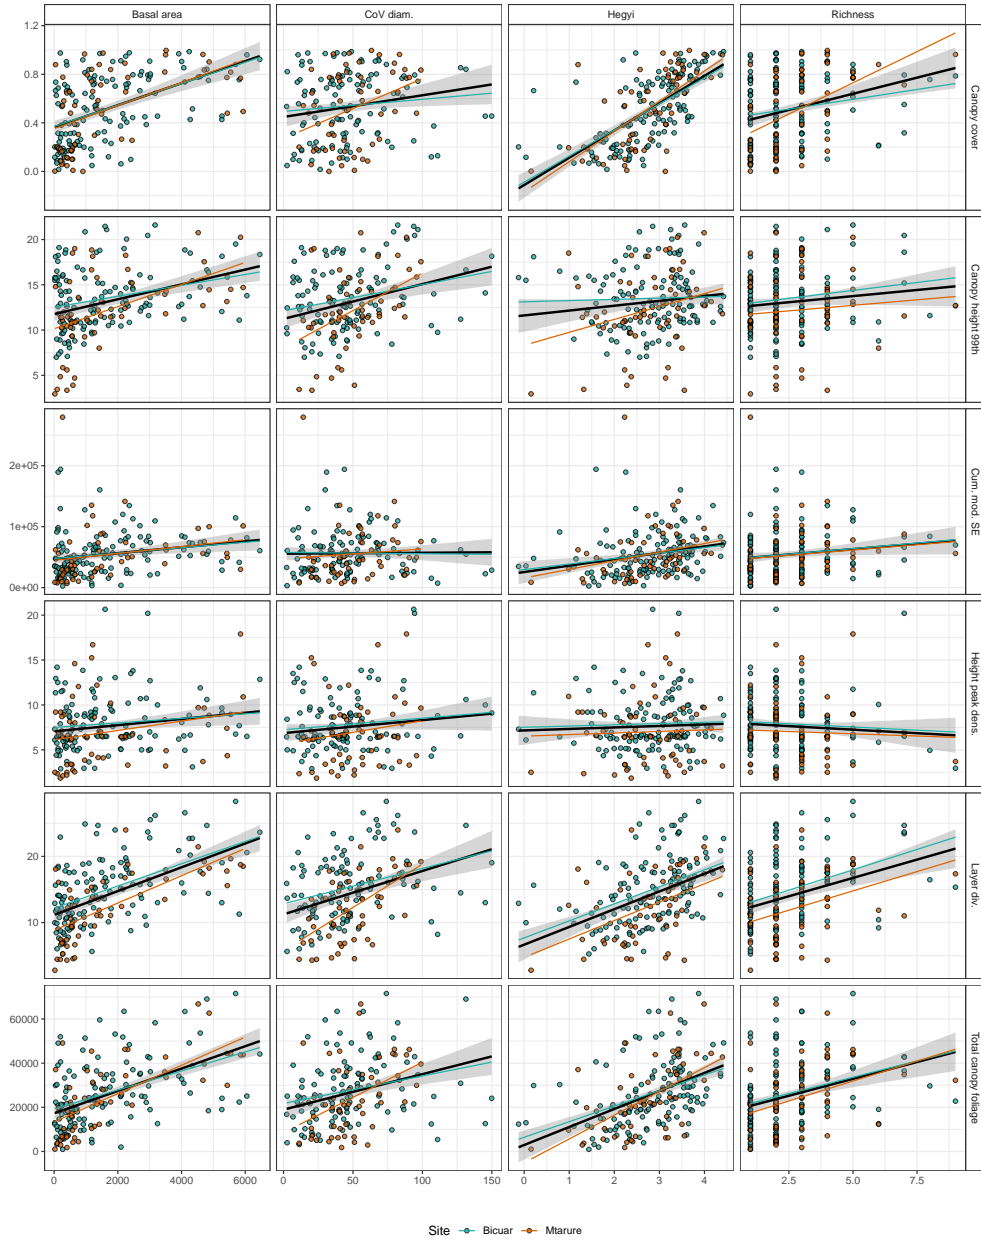 Basal area CoV diam. Hegyi Richness
1.2
0.8
0.4
0.0
Canopy cover
20
15
10
5
Canopy height 99th
2e+05
1e+05
0e+00
Cum. mod. SE
20
15
10
5
Height peak dens.
20
10
Layer div.
60000
40000
20000
0
Total canopy foliage
0 2000 4000 6000 0 50 100 150 0 1 2 3 4 2.5 5.0 7.5
Site Bicuar Mtarure